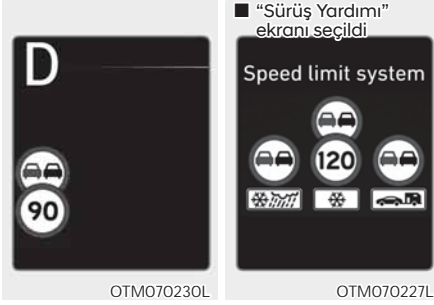 D
90
OTM070230L
■ “Sürüş Yardımı”
ekranı seçildi
Speed limit system
120
OTM070227L